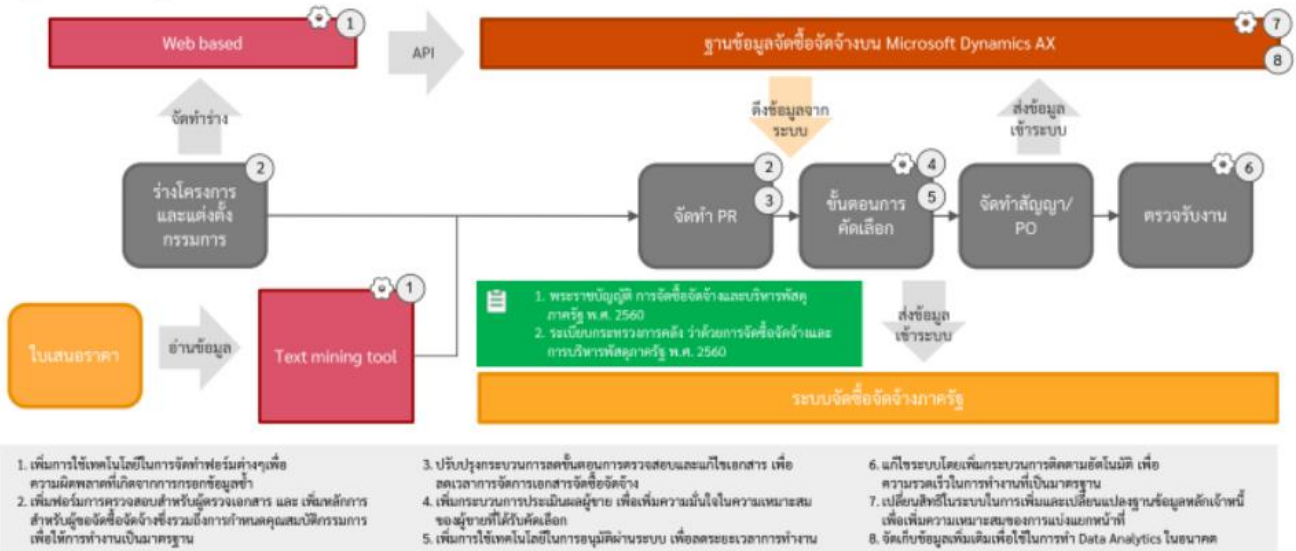 Web based
1
API
ฐานข้อมูลจัดซื้อจัดจ้างบน Microsoft Dynamics AX
7
8
จัดทำร่าง
ดึงข้อมูลจาก
ระบบ
ส่งข้อมูล
เข้าระบบ
ร่างโครงการ
และแต่งตั้ง
กรรมการ
2
จัดทำ PR
2
3
ขั้นตอนการ
คัดเลือก
4
5
จัดทำสัญญา/
PO
ตรวจรับงาน
6
ใบเสนอราคา
อ่านข้อมูล
Text mining tool
1
1. พระราชบัญญัติ การจัดซื้อจัดจ้างและบริหารพัสดุ
ภาครัฐ พ.ศ. 2560
2. ระเบียบกระทรวงการคลัง ว่าด้วยการจัดซื้อจัดจ้างและ
การบริหารพัสดุภาครัฐ พ.ศ. 2560
ส่งข้อมูล
เข้าระบบ
ระบบจัดซื้อจัดจ้างภาครัฐ
1. เพิ่มการใช้เทคโนโลยีในการจัดทำฟอร์มต่างๆเพื่อ
ความผิดพลาดที่เกิดจากการกรอกข้อมูลซ้ำ
2. เพิ่มฟอร์มการตรวจสอบสำหรับผู้ตรวจเอกสาร และ เพิ่มหลักการ
สำหรับผู้ขอจัดซื้อจัดจ้างซึ่งรวมถึงการกำหนดคุณสมบัติกรรมการ
เพื่อให้การทำงานเป็นมาตรฐาน
3. ปรับปรุงกระบวนการลดขั้นตอนการตรวจสอบและแก้ไขเอกสาร เพื่อ
ลดเวลาการจัดการเอกสารจัดซื้อจัดจ้าง
4. เพิ่มกระบวนการประเมินผลผู้ขาย เพื่อเพิ่มความมั่นใจในความเหมาะสม
ของผู้ขายที่ได้รับคัดเลือก
5. เพิ่มการใช้เทคโนโลยีในการอนุมัติผ่านระบบ เพื่อลดระยะเวลาการทำงาน
6. แก้ไขระบบโดยเพิ่มกระบวนการติดตามอัตโนมัติ เพื่อ
ความรวดเร็วในการทำงานที่เป็นมาตรฐาน
7. เปลี่ยนสิทธิในระบบในการเพิ่มและเปลี่ยนแปลงฐานข้อมูลหลักเจ้าหนี้
เพื่อเพิ่มความเหมาะสมของการแบ่งแยกหน้าที่
8. จัดเก็บข้อมูลเพิ่มเติมเพื่อใช้ในการทำ Data Analytics ในอนาคต